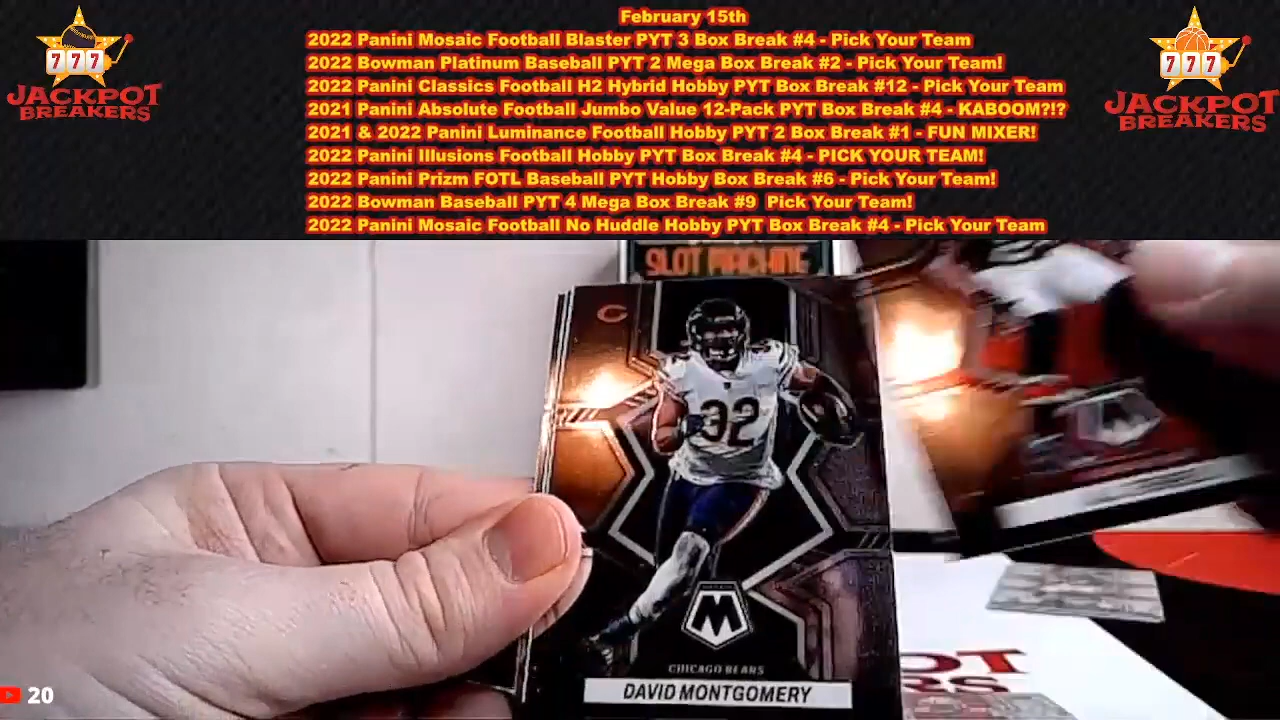 February 15th
2022 Panini Mosaic Football Blaster PYT 3 Box Break #4 - Pick Your Team
2022 Bowman Platinum Baseball PYT 2 Mega Box Break #2 - Pick Your Team!
2022 Panini Classics Football H2 Hybrid Hobby PYT Box Break #12 - Pick Your Team
2021 Panini Absolute Football Jumbo Value 12-Pack PYT Box Break #4 - KABOOM?!?
2021 & 2022 Panini Luminance Football Hobby PYT 2 Box Break #1 - FUN MIXER!
2022 Panini Illusions Football Hobby PYT Box Break #4 - PICK YOUR TEAM!
2022 Panini Prizm FOTL Baseball PYT Hobby Box Break #6 - Pick Your Team!
2022 Bowman Baseball PYT 4 Mega Box Break #9 Pick Your Team!
2022 Panini Mosaic Football No Huddle Hobby PYT Box Break #4 - Pick Your Team
777
JACKPOT
BREAKERS
777
JACKPOT
BREAKERS
SLOT MACHINE
C
32
M
CHICAGO BEARS
DAVID MONTGOMERY
OT
RS
20